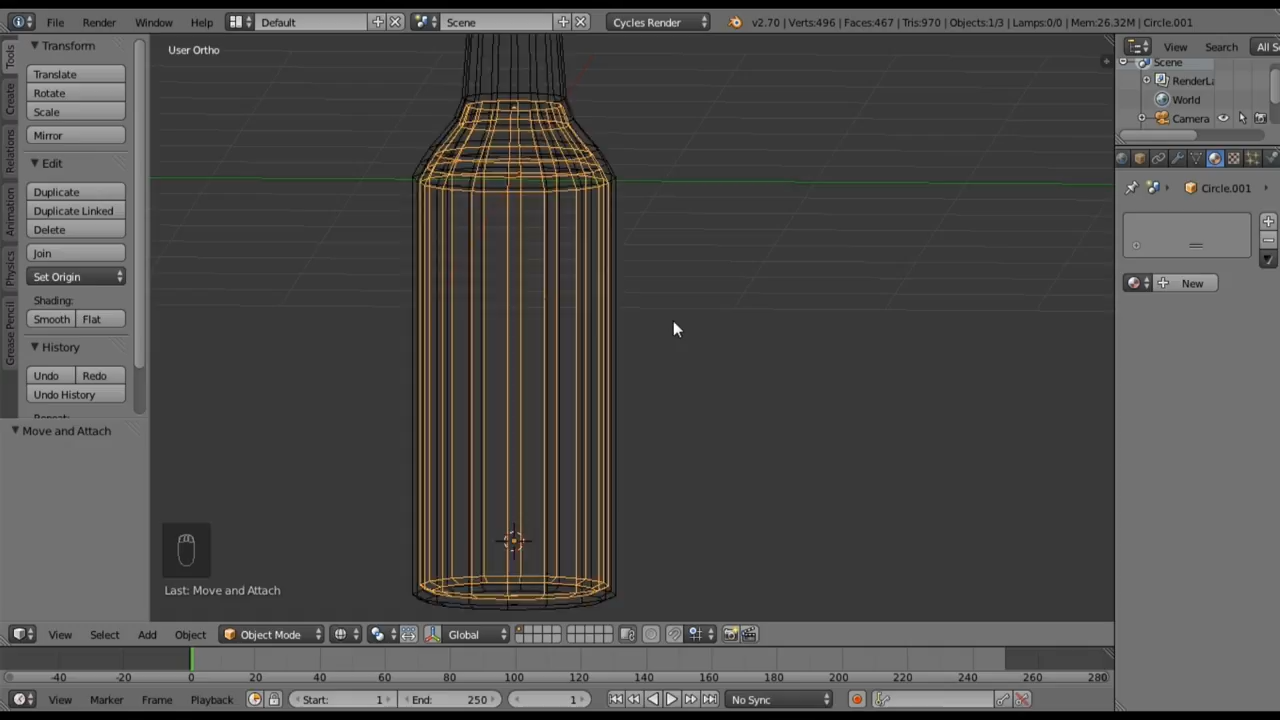 File Render Window Help Default Scene Cycles Render v2.70 | Verts:496 | Faces:467 | Tris:970 | Objects:1/3 | Lamps:0/0 | Mem:26.32M | Circle.001
Tools
Create
Relations
Animation
Physics
Grease Pencil
Transform
Translate
Rotate
Scale
Mirror
Edit
Duplicate
Duplicate Linked
Delete
Join
Set Origin
Shading:
Smooth Flat
History
Undo Redo
Undo History
Repeat:
Move and Attach
User Ortho
Last: Move and Attach
View Search All S
Scene
RenderLa
World
Camera
Circle.001
New
View Select Add Object Object Mode Global
-40 -20 0 20 40 60 80 100 120 140 160 180 200 220 240 260 280
View Marker Frame Playback Start: 1 End: 250 1 No Sync